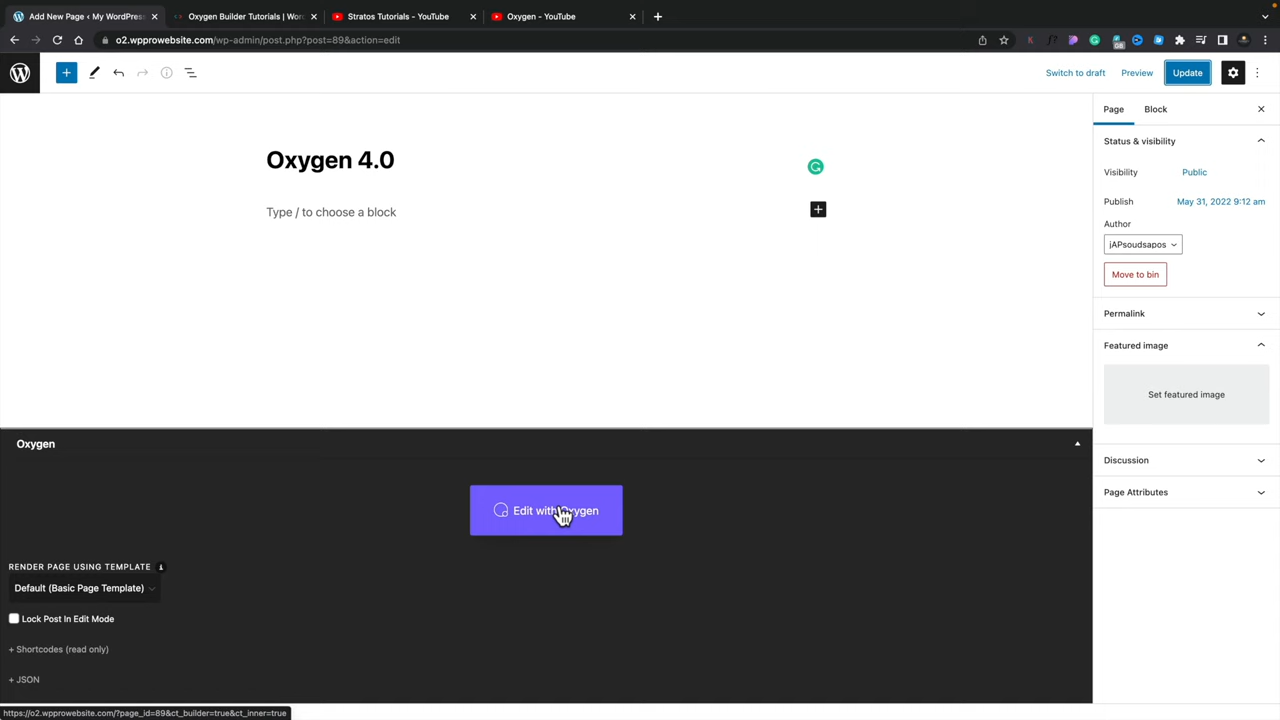 Add New Page ‹ My WordPress
Oxygen Builder Tutorials | Wor
Stratos Tutorials - YouTube
Oxygen - YouTube
o2.wpprowebsite.com/wp-admin/post.php?post=89&action=edit
Switch to draft
Preview
Update
Page
Block
Oxygen 4.0
Type / to choose a block
Status & visibility
Visibility
Public
Publish
May 31, 2022 9:12 am
Author
jAPsoudsapos
Move to bin
Permalink
Featured image
Set featured image
Discussion
Page Attributes
Oxygen
Edit with Oxygen
RENDER PAGE USING TEMPLATE
Default (Basic Page Template)
Lock Post In Edit Mode
+ Shortcodes (read only)
+ JSON
https://o2.wpprowebsite.com/?page_id=89&ct_builder=true&ct_inner=true